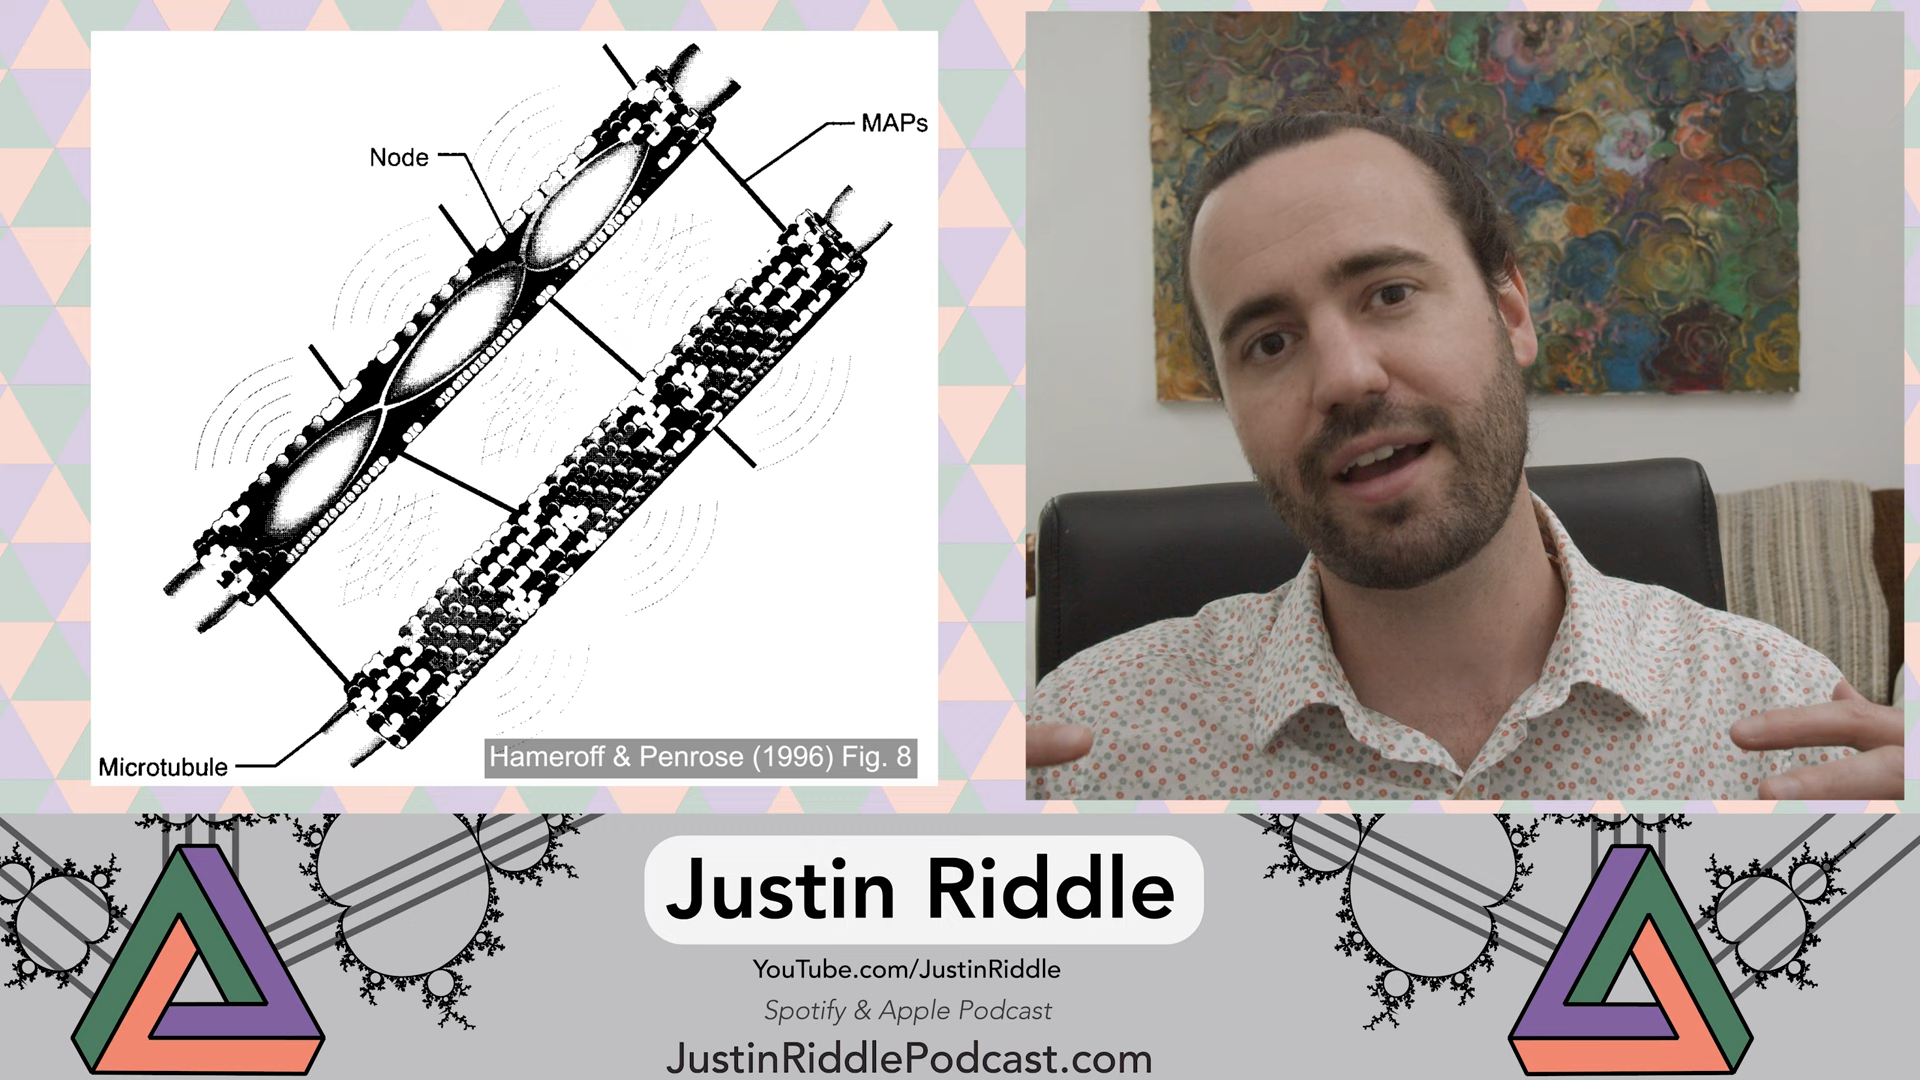 Node
MAPs
Microtubule
Hameroff & Penrose (1996) Fig. 8
Justin Riddle
YouTube.com/JustinRiddle
Spotify & Apple Podcast
JustinRiddlePodcast.com